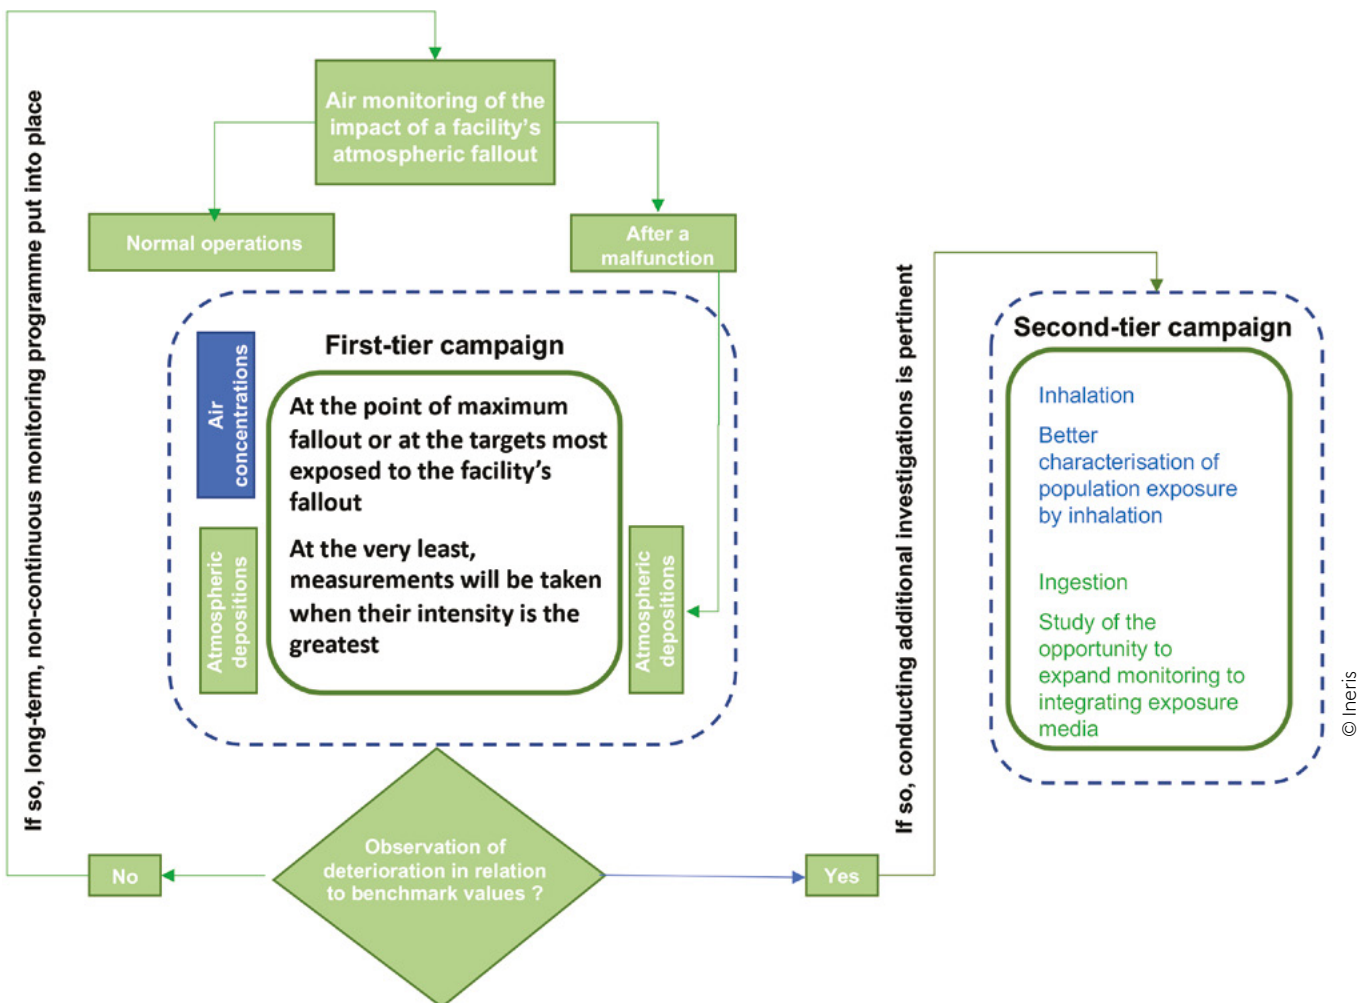 If so, long-term, non-continuous monitoring programme put into place
Air monitoring of the
impact of a facility's
atmospheric fallout
Normal operations
After a
malfunction
First-tier campaign
Air
concentrations
At the point of maximum
fallout or at the targets most
exposed to the facility's
fallout
At the very least,
measurements will be taken
when their intensity is the
greatest
Atmospheric
depositions
Atmospheric
depositions
Observation of
deterioration in relation
to benchmark values ?
No
Yes
If so, conducting additional investigations is pertinent
Second-tier campaign
Inhalation
Better
characterisation of
population exposure
by inhalation
Ingestion
Study of the
opportunity to
expand monitoring to
integrating exposure
media
© Ineris